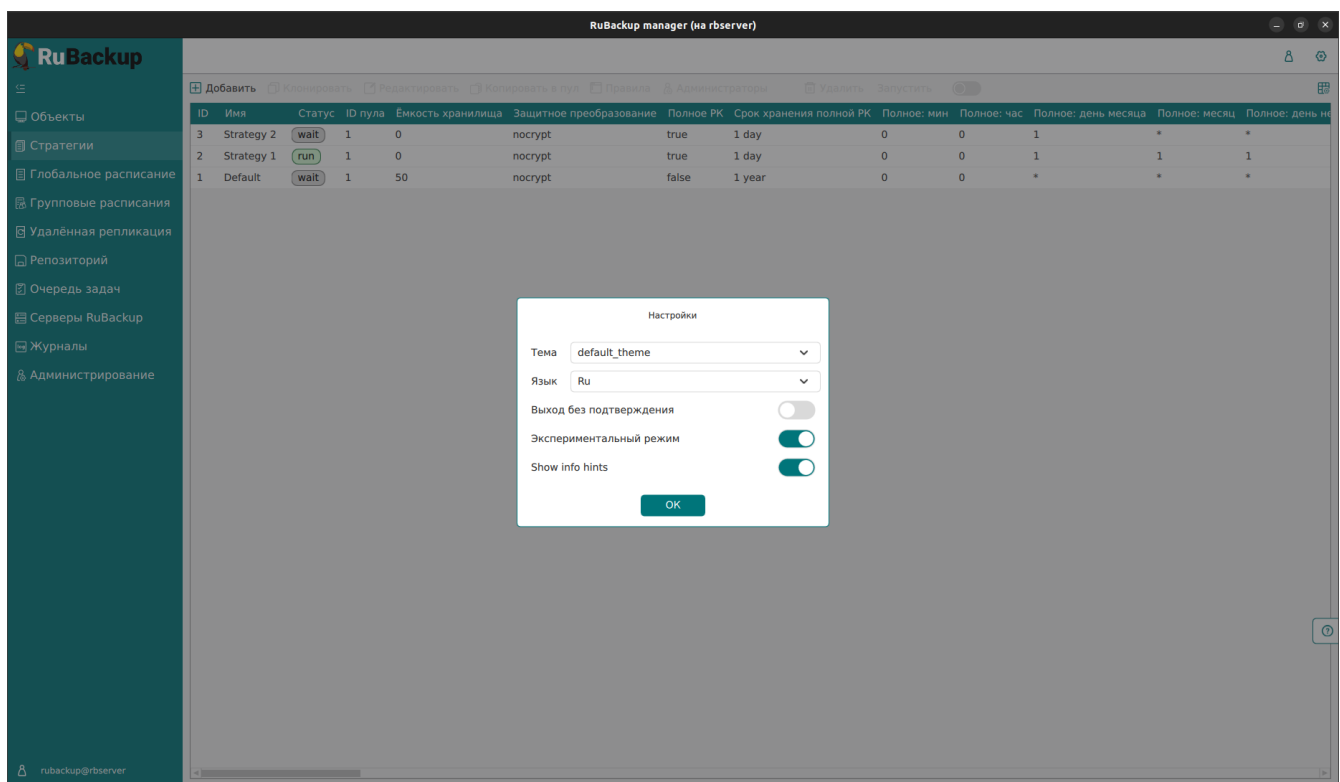 RuBackup manager (на rbserver)
RuBackup
Добавить Клонировать Редактировать Копировать в пул Правила Администраторы Удалить Запустить
Объекты
Стратегии
Глобальное расписание
Групповые расписания
Удалённая репликация
Репозиторий
Очередь задач
Серверы RuBackup
Журналы
Администрирование
ID Имя Статус ID пула Ёмкость хранилища Защитное преобразование Полное РК Срок хранения полной РК Полное: мин Полное: час Полное: день месяца Полное: месяц Полное: день не
3 Strategy 2 wait 1 0 nocrypt true 1 day 0 0 1 * *
2 Strategy 1 run 1 0 nocrypt true 1 day 0 0 1 1 1
1 Default wait 1 50 nocrypt false 1 year 0 0 * * *
Настройки
Тема default_theme
Язык Ru
Выход без подтверждения
Экспериментальный режим
Show info hints
OK
rubackup@rbserver